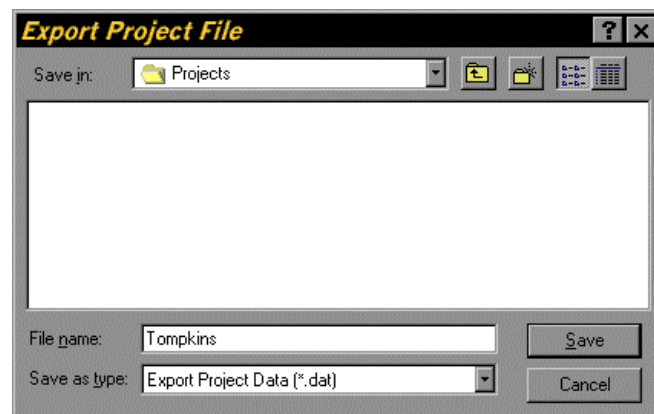 Export Project File
Save in: Projects
File name: Tompkins Save
Save as type: Export Project Data (*.dat) Cancel